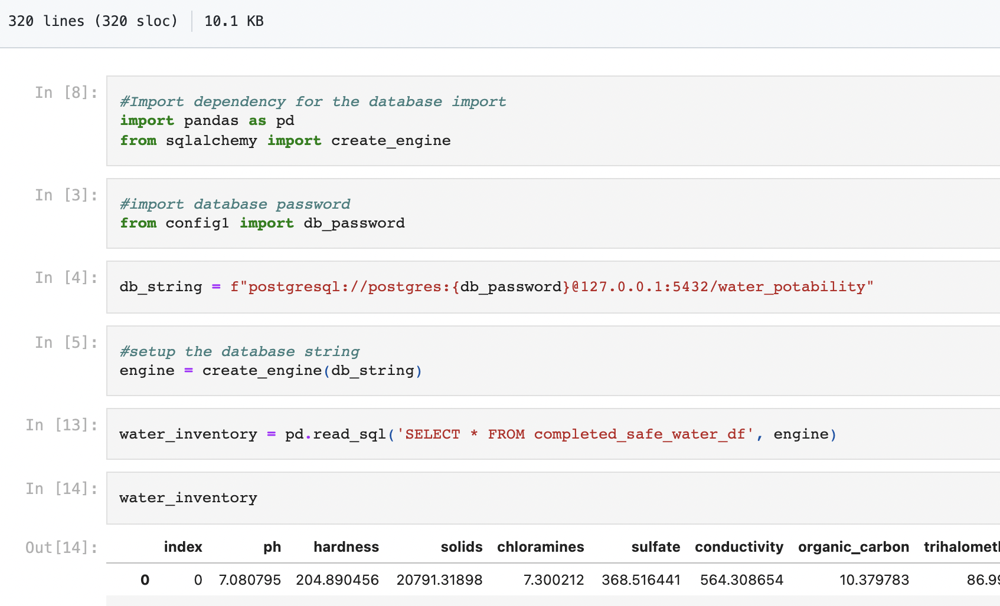 320 lines (320 sloc) 10.1 KB
In [8]:
#Import dependency for the database import
import pandas as pd
from sqlalchemy import create_engine
In [3]:
#import database password
from config1 import db_password
In [4]:
db_string = f"postgresql://postgres:{db_password}@127.0.0.1:5432/water_potability"
In [5]:
#setup the database string
engine = create_engine(db_string)
In [13]:
water_inventory = pd.read_sql('SELECT * FROM completed_safe_water_df', engine)
In [14]:
water_inventory
Out[14]:
index ph hardness solids chloramines sulfate conductivity organic_carbon
0 0 7.080795 204.890456 20791.31898 7.300212 368.516441 564.308654 10.379783